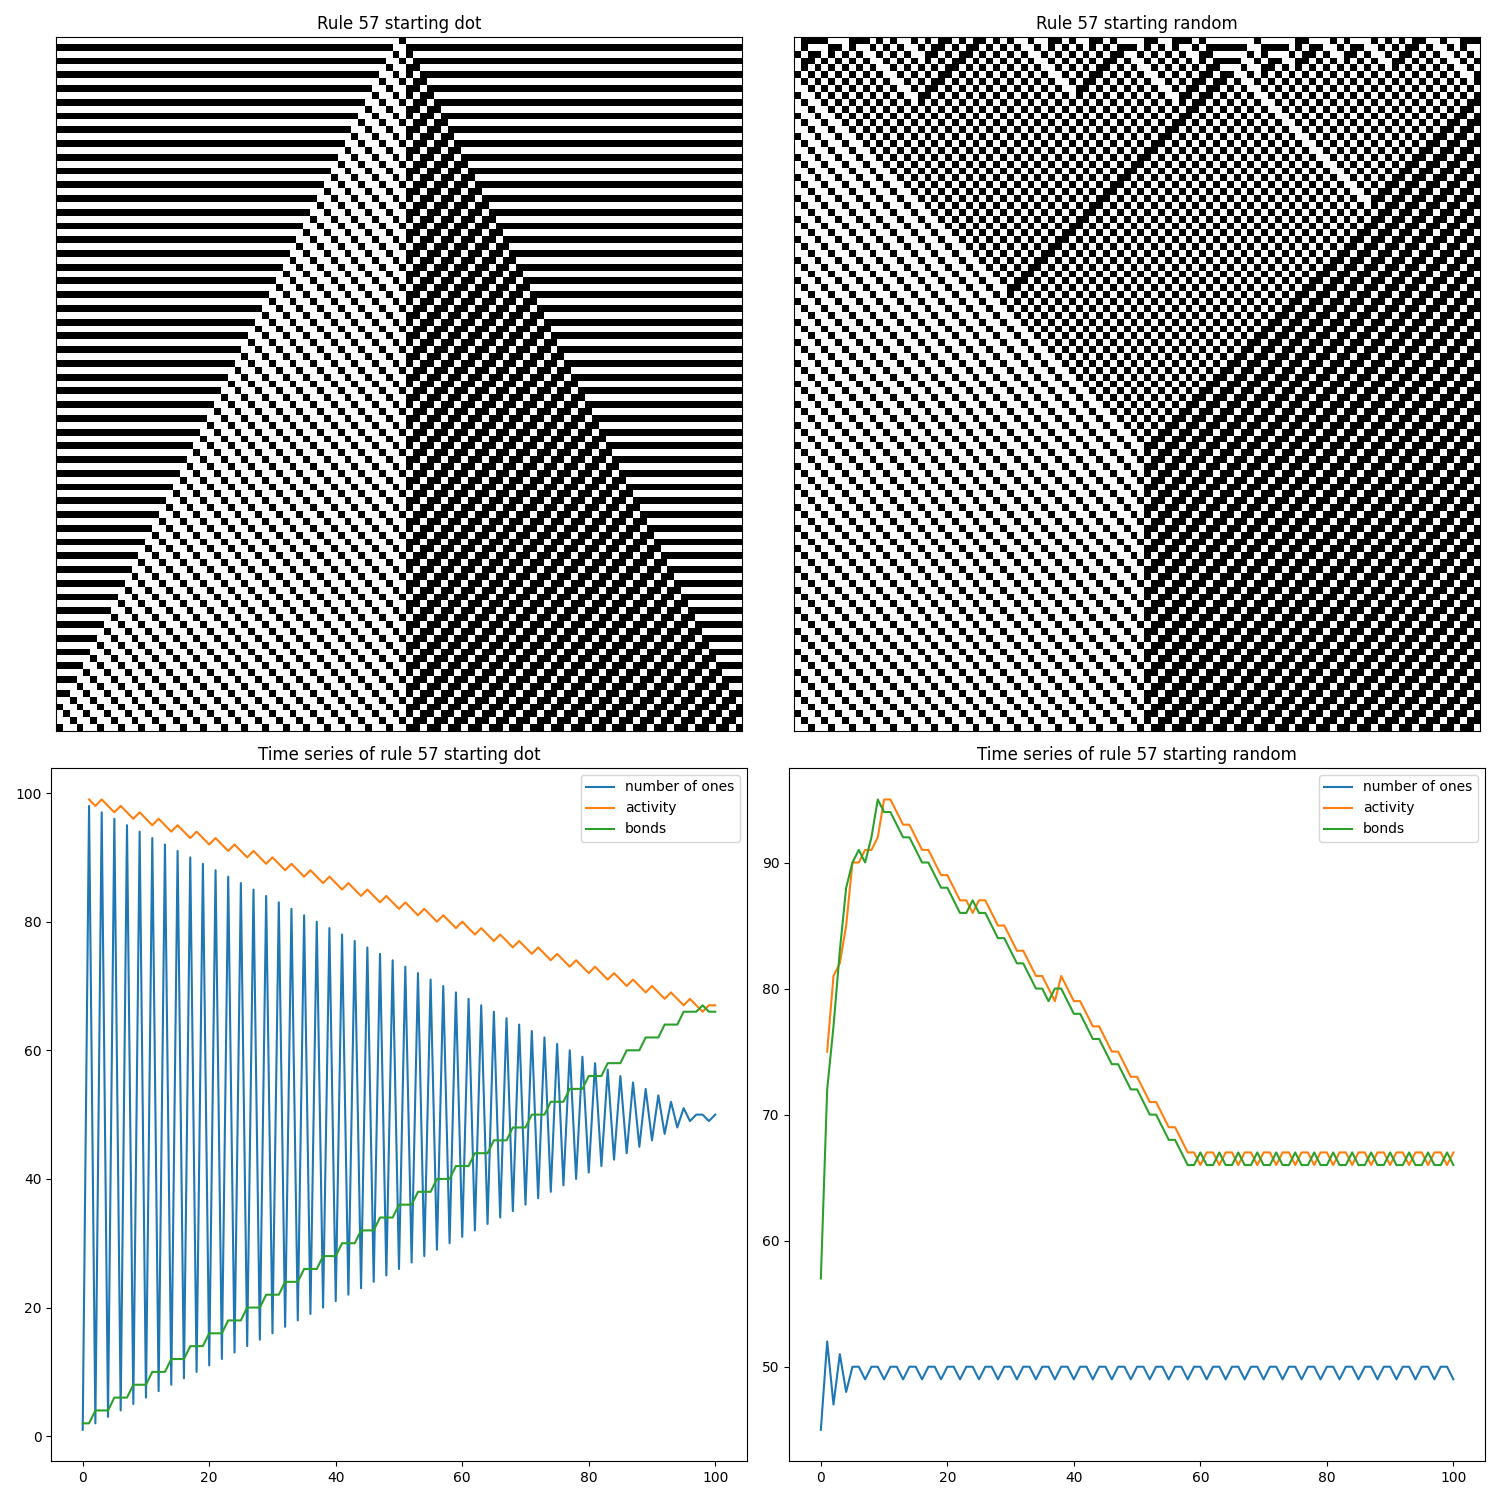 Rule 57 starting dot
Rule 57 starting random
Time series of rule 57 starting dot
number of ones
activity
bonds
100
80
60
40
20
0
0 20 40 60 80 100
Time series of rule 57 starting random
number of ones
activity
bonds
90
80
70
60
50
0 20 40 60 80 100